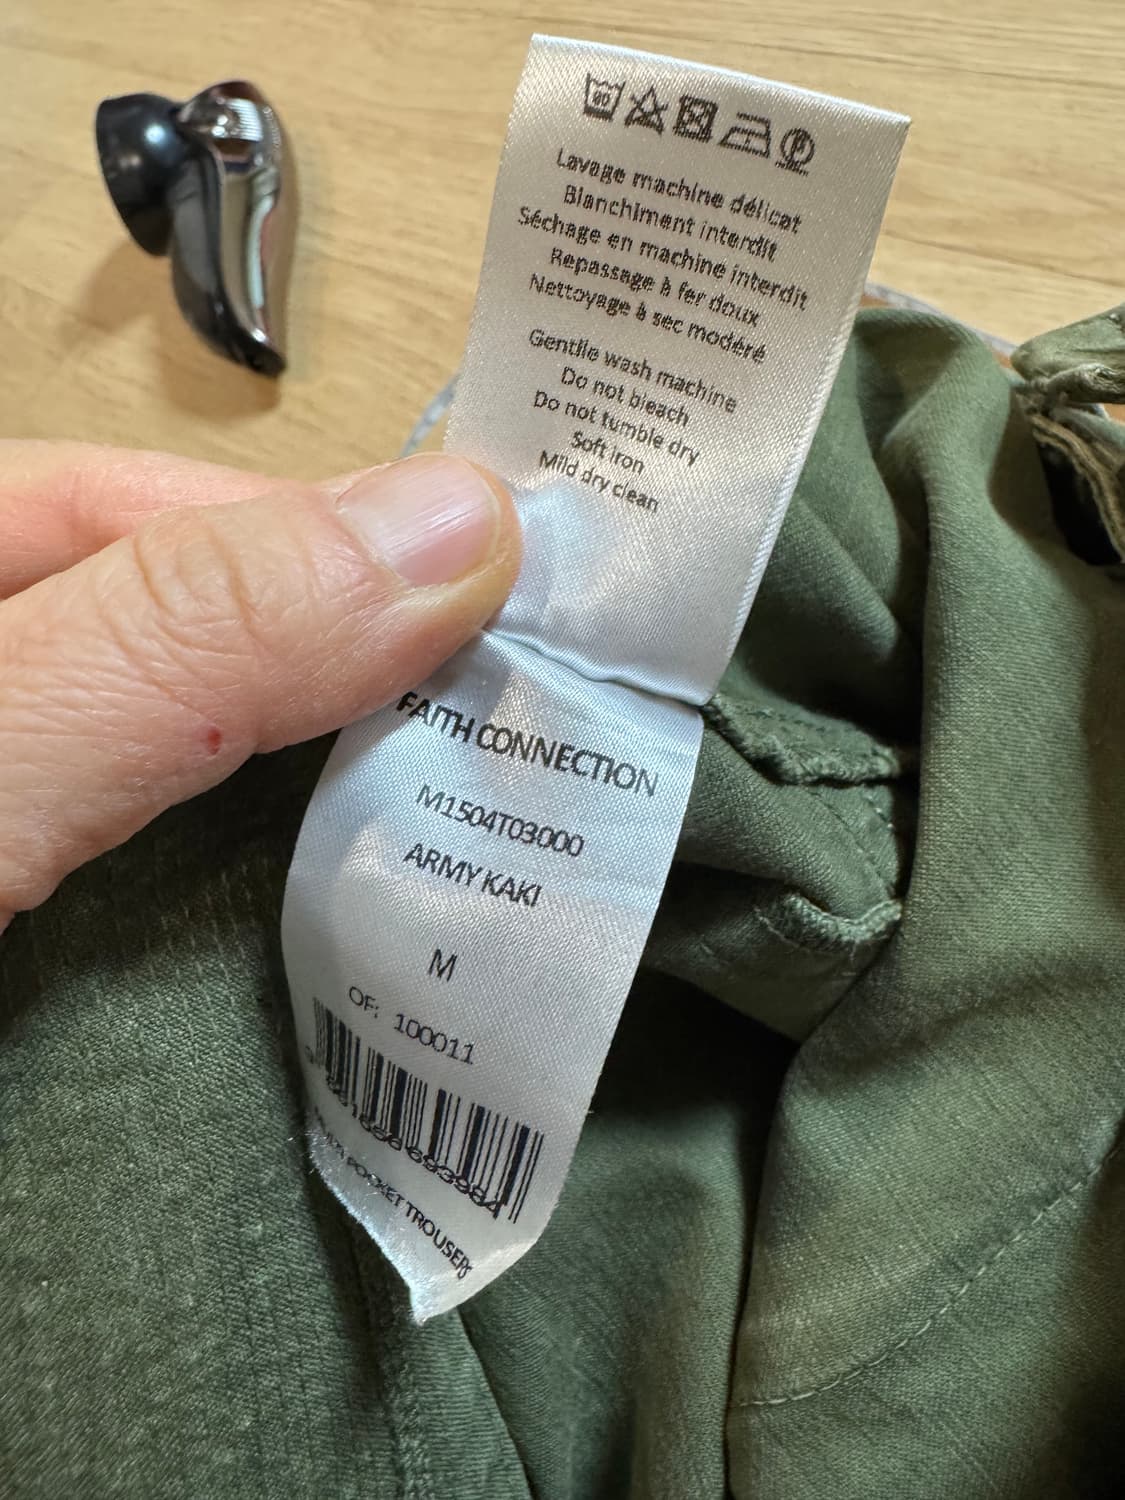 Lavage machine délicat
Blanchiment interdit
Séchage en machine interdit
Repassage à fer doux
Nettoyage à sec modéré
Gentile wash machine
Do not bleach
Do not tumble dry
Soft iron
Mild dry clean
FAITH CONNECTION
M1504T03000
ARMY KAKI
M
OF: 100011
POCKET TROUSERS